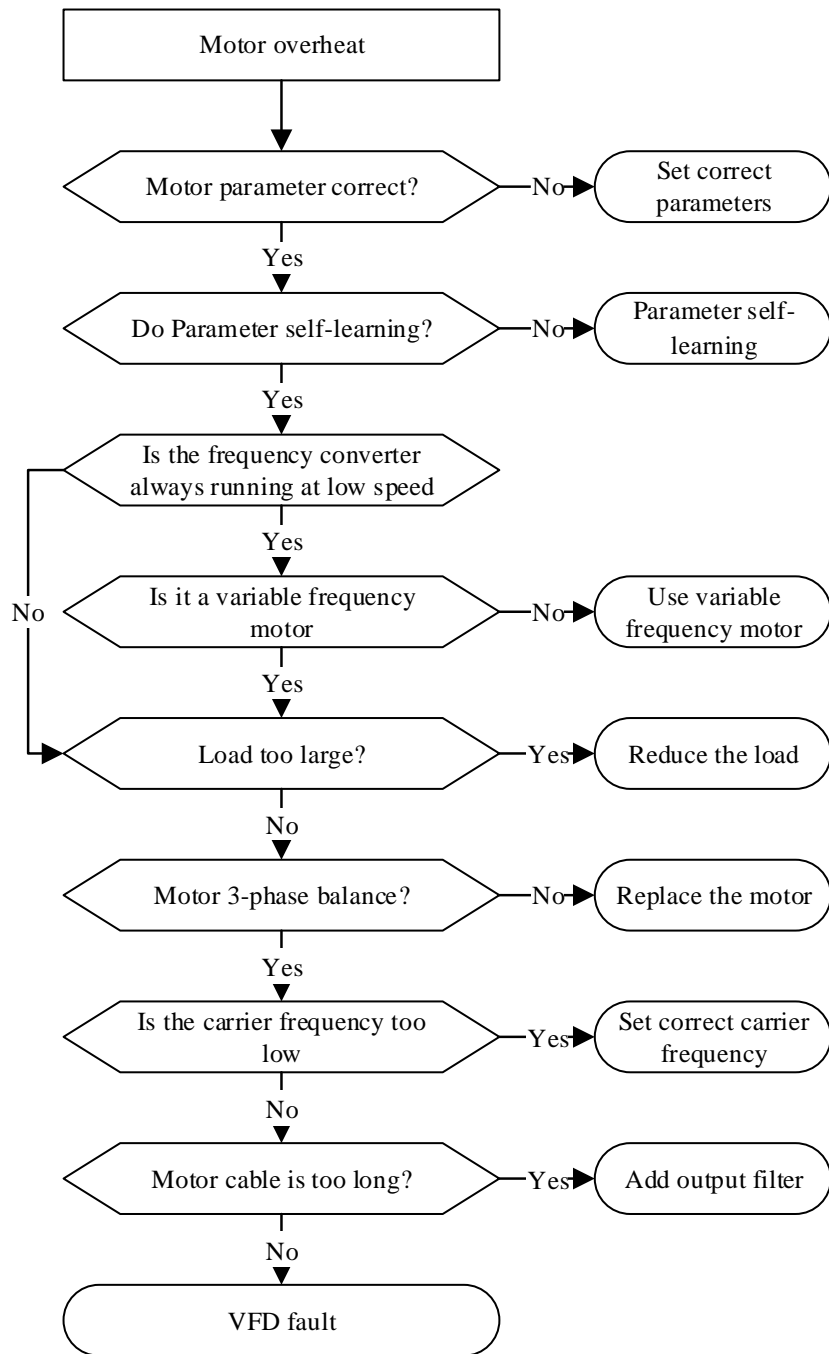 Motor overheat
Motor parameter correct?
No
Set correct
parameters
Yes
Do Parameter self-learning?
No
Parameter self-
learning
Yes
Is the frequency converter
always running at low speed
Yes
No
Is it a variable frequency
motor
No
Use variable
frequency motor
Yes
Load too large?
Yes
Reduce the load
No
Motor 3-phase balance?
No
Replace the motor
Yes
Is the carrier frequency too
low
Yes
Set correct carrier
frequency
No
Motor cable is too long?
Yes
Add output filter
No
VFD fault